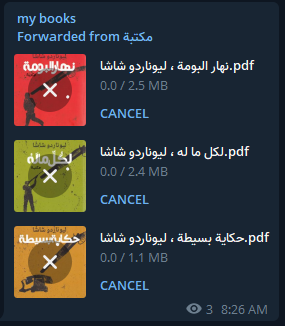 my books
Forwarded from مكتبة
نهار البومة
نهار البومة ، ليوناردو شاشا.pdf
0.0 / 2.5 MB
CANCEL
ليوناردو شاشا
لكل ماله
لكل ما له ، ليوناردو شاشا.pdf
0.0 / 2.4 MB
CANCEL
ليوناردو شاشا
حكاية بسيطة
حكاية بسيطة ، ليوناردو شاشا.pdf
0.0 / 1.1 MB
CANCEL
3 8:26 AM